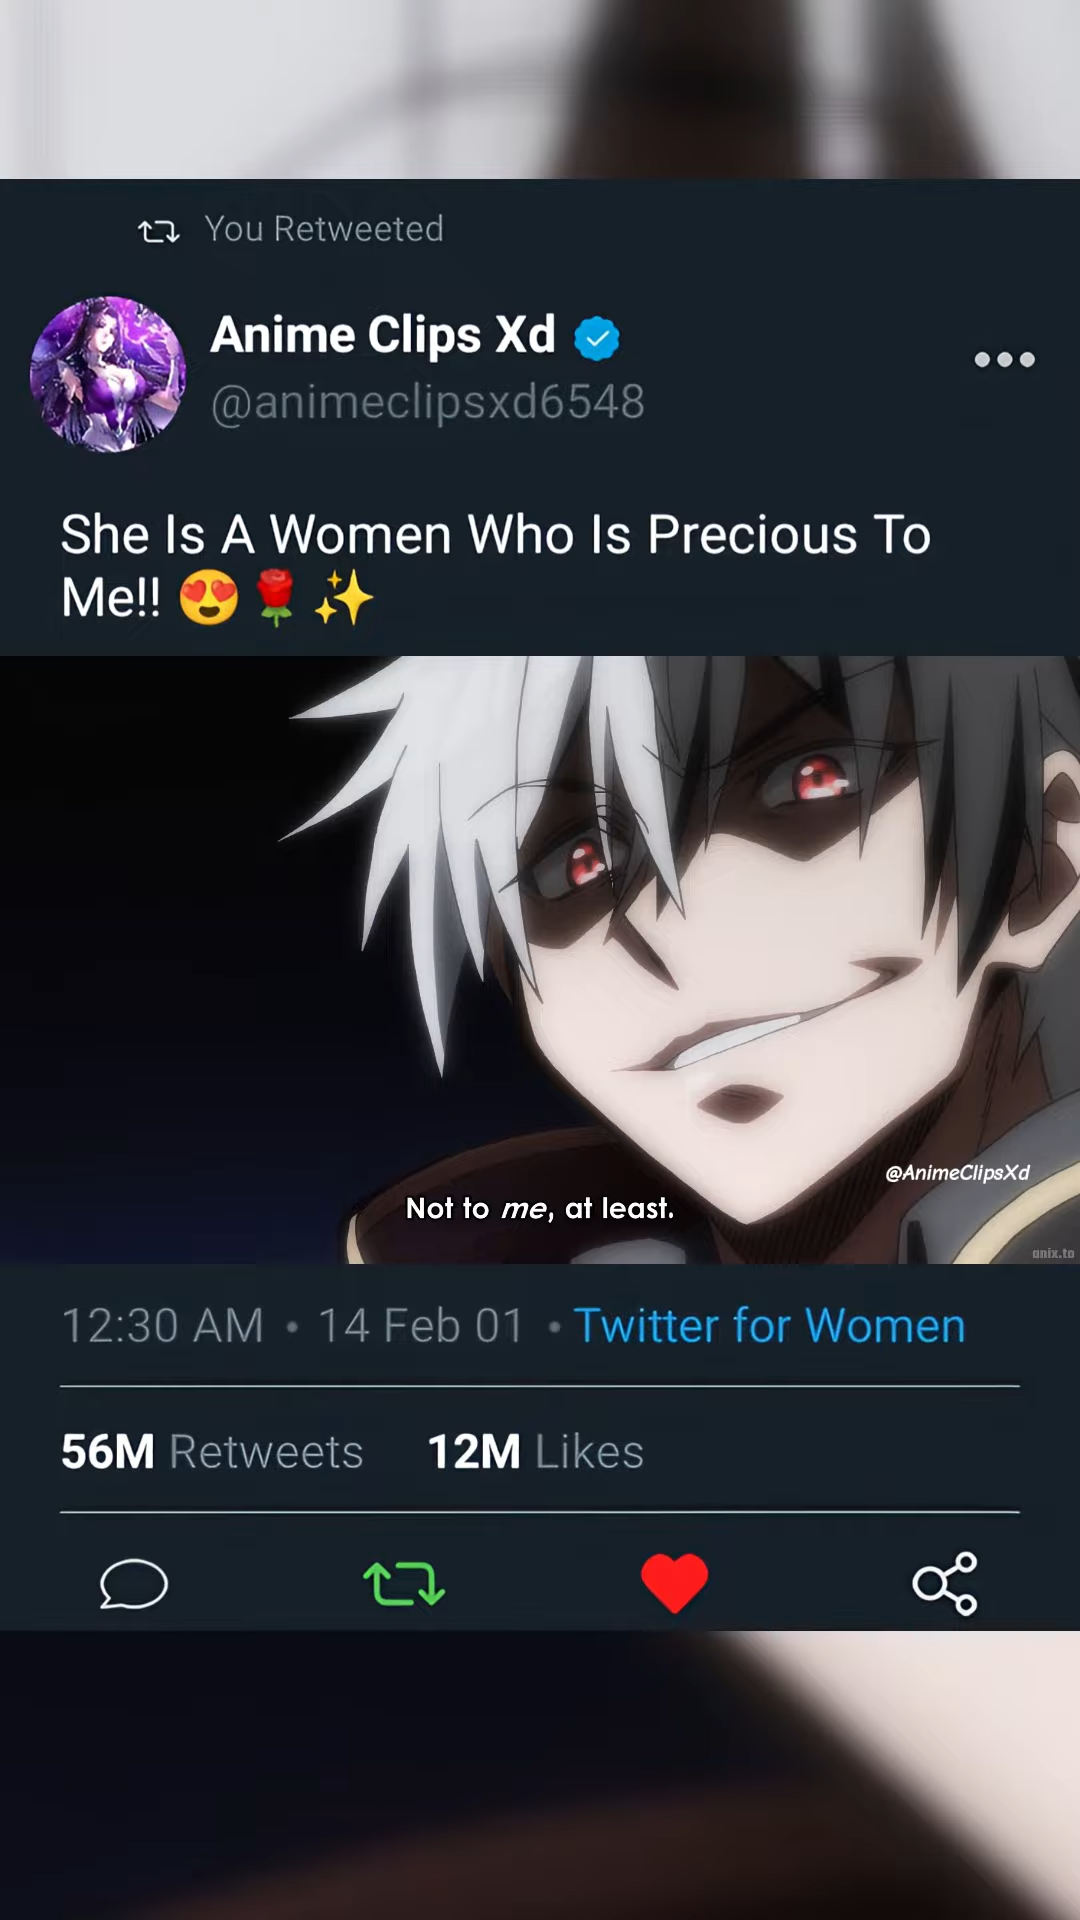 You Retweeted
Anime Clips Xd
@animeclipsxd6548
She Is A Women Who Is Precious To
Me!! 😍🌹✨
@AnimeClipsXd
Not to me, at least.
anix.to
12:30 AM • 14 Feb 01 • Twitter for Women
56M Retweets 12M Likes